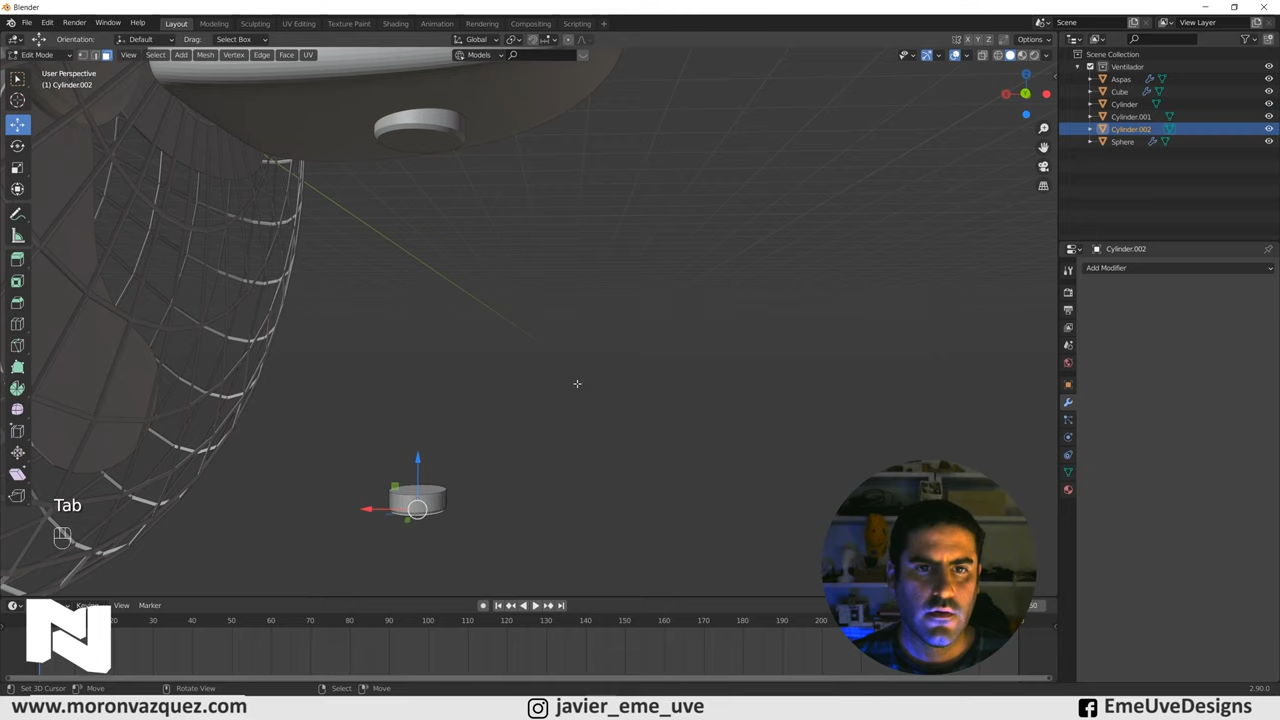 Blender
File Edit Render Window Help Layout Modeling Sculpting UV Editing Texture Paint Shading Animation Rendering Compositing Scripting + Scene View Layer
Orientation: Default Drag: Select Box Global X Y Z Options
Edit Mode View Select Add Mesh Vertex Edge Face UV Models
User Perspective
(1) Cylinder.002
Scene Collection
Ventilador
Aspas
Cube
Cylinder
Cylinder.001
Cylinder.002
Sphere
Cylinder.002
Add Modifier
Z
Y
Tab
View Marker
20 30 40 50 60 70 80 90 100 110 120 130 140 150 160 170 180 190 200
Set 3D Cursor Move Rotate View Select Move 2.90.0
N
www.moronvazquez.com javier_eme_uve EmeUveDesigns